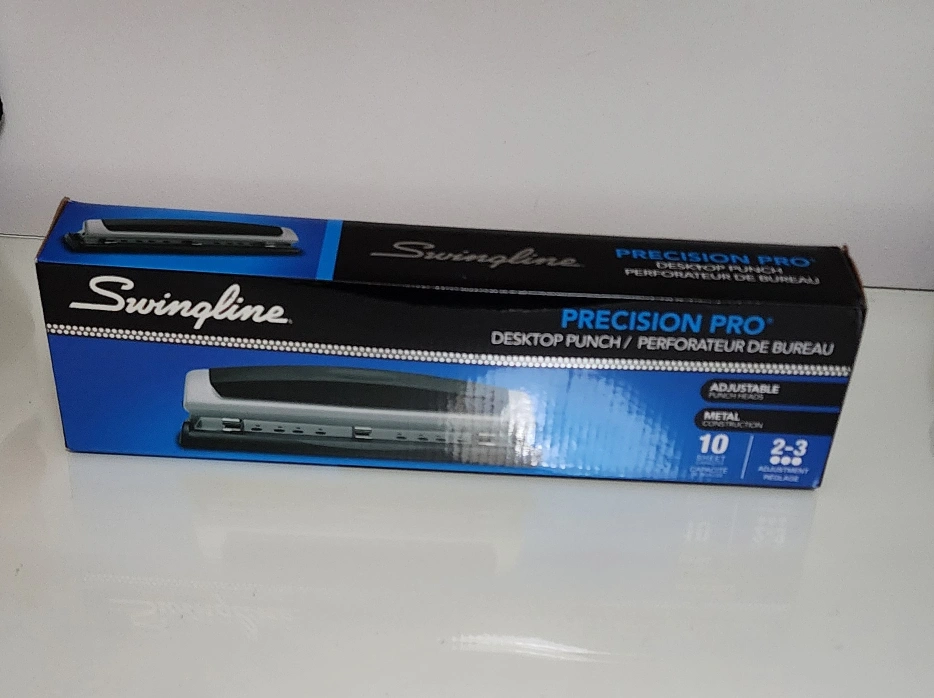 Swingline
PRECISION PRO®
DESKTOP PUNCH
PERFORATEUR DE BUREAU
Swingline®
PRECISION PRO®
DESKTOP PUNCH / PERFORATEUR DE BUREAU
ADJUSTABLE
PUNCH HEADS
METAL
CONSTRUCTION
10
SHEET
CAPACITÉ
2-3
ADJUSTMENT
RÉGLAGE